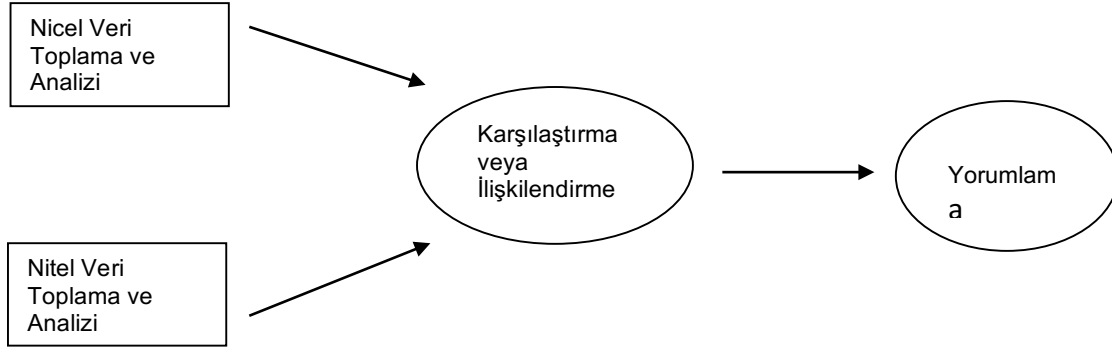 Nicel Veri
Toplama ve
Analizi
Karşılaştırma
veya
İlişkilendirme
Yorumlam
a
Nitel Veri
Toplama ve
Analizi